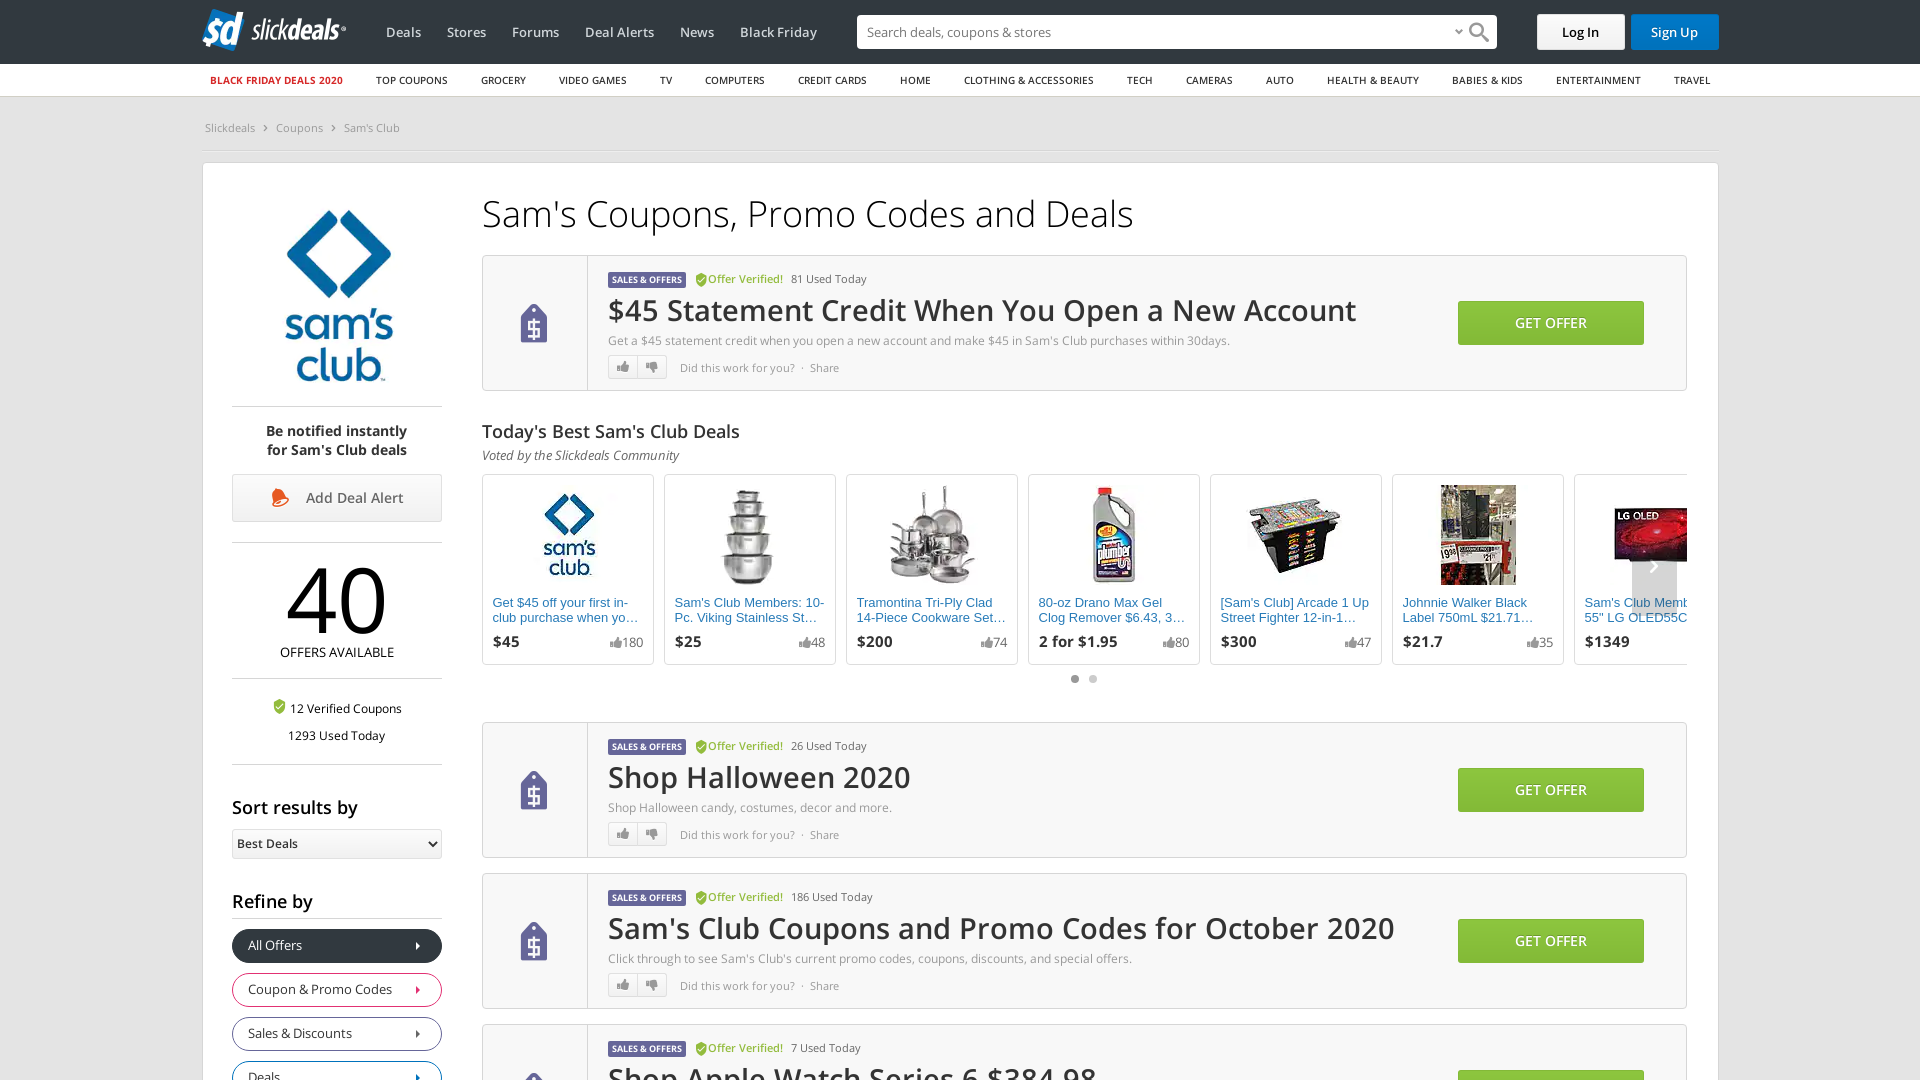 sd slickdeals
Deals
Stores
Forums
Deal Alerts
News
Black Friday
Search deals, coupons & stores
Log In
Sign Up
BLACK FRIDAY DEALS 2020
TOP COUPONS
GROCERY
VIDEO GAMES
TV
COMPUTERS
CREDIT CARDS
HOME
CLOTHING & ACCESSORIES
TECH
CAMERAS
AUTO
HEALTH & BEAUTY
BABIES & KIDS
ENTERTAINMENT
TRAVEL
Slickdeals > Coupons > Sam's Club
sam's
club™
Be notified instantly
for Sam's Club deals
Add Deal Alert
40
OFFERS AVAILABLE
12 Verified Coupons
1293 Used Today
Sort results by
Best Deals
Refine by
All Offers
Coupon & Promo Codes
Sales & Discounts
Deals
Sam's Coupons, Promo Codes and Deals
SALES & OFFERS Offer Verified! 81 Used Today
$45 Statement Credit When You Open a New Account
Get a $45 statement credit when you open a new account and make $45 in Sam's Club purchases within 30days.
Did this work for you? · Share
GET OFFER
Today's Best Sam's Club Deals
Voted by the Slickdeals Community
sam's
club
Get $45 off your first in-
club purchase when yo…
$45 180
Sam's Club Members: 10-
Pc. Viking Stainless St…
$25 48
Tramontina Tri-Ply Clad
14-Piece Cookware Set…
$200 74
plumber
80-oz Drano Max Gel
Clog Remover $6.43, 3…
2 for $1.95 80
[Sam's Club] Arcade 1 Up
Street Fighter 12-in-1…
$300 47
Johnnie Walker Black
Label 750mL $21.71…
$21.7 35
LG OLED
Sam's Club Memb
55" LG OLED55C
$1349
SALES & OFFERS Offer Verified! 26 Used Today
Shop Halloween 2020
Shop Halloween candy, costumes, decor and more.
Did this work for you? · Share
GET OFFER
SALES & OFFERS Offer Verified! 186 Used Today
Sam's Club Coupons and Promo Codes for October 2020
Click through to see Sam's Club's current promo codes, coupons, discounts, and special offers.
Did this work for you? · Share
GET OFFER
SALES & OFFERS Offer Verified! 7 Used Today
Shop Apple Watch Series 6 $384.98